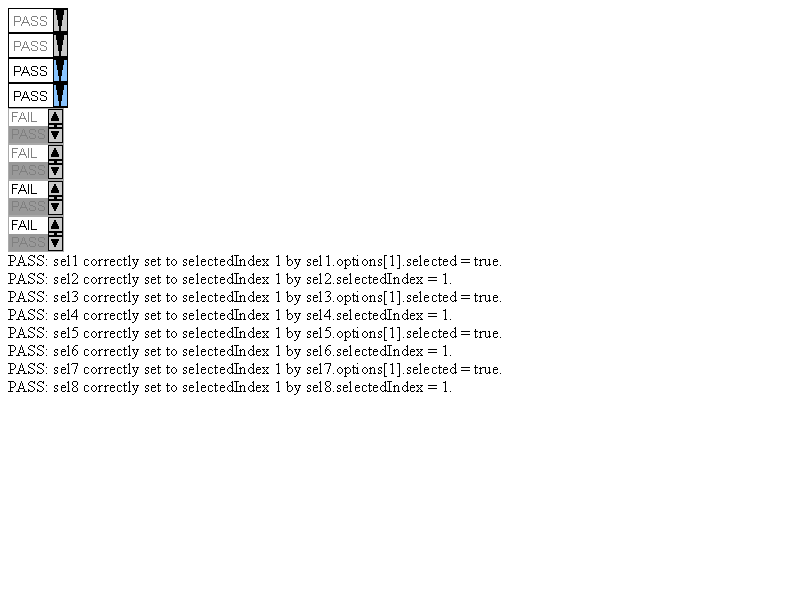 PASS
PASS
PASS
PASS
FAIL
PASS
FAIL
PASS
FAIL
PASS
FAIL
PASS
PASS: sel1 correctly set to selectedIndex 1 by sel1.options[1].selected = true.
PASS: sel2 correctly set to selectedIndex 1 by sel2.selectedIndex = 1.
PASS: sel3 correctly set to selectedIndex 1 by sel3.options[1].selected = true.
PASS: sel4 correctly set to selectedIndex 1 by sel4.selectedIndex = 1.
PASS: sel5 correctly set to selectedIndex 1 by sel5.options[1].selected = true.
PASS: sel6 correctly set to selectedIndex 1 by sel6.selectedIndex = 1.
PASS: sel7 correctly set to selectedIndex 1 by sel7.options[1].selected = true.
PASS: sel8 correctly set to selectedIndex 1 by sel8.selectedIndex = 1.